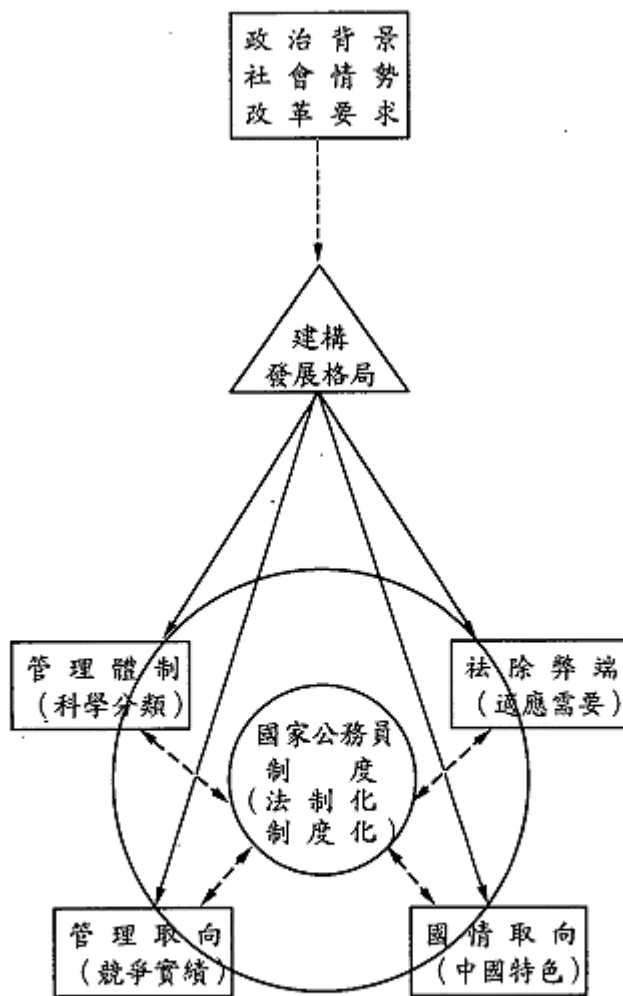 政治背景
社會情勢
改革要求
建構
發展格局
管理體制
(科學分類)
袪除弊端
(適應需要)
國家公務員
制度
(法制化
制度化)
管理取向
(競爭實績)
國情取向
(中國特色)